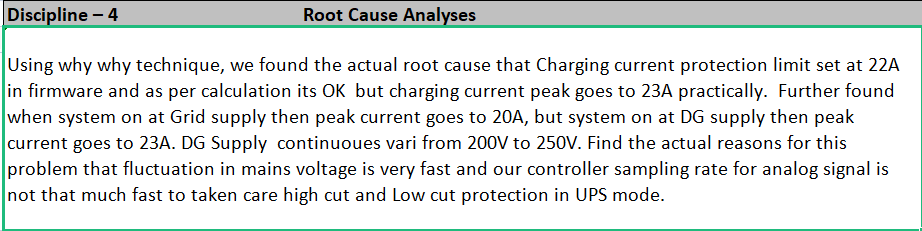 Discipline – 4 Root Cause Analyses
Using why why technique, we found the actual root cause that Charging current protection limit set at 22A
in firmware and as per calculation its OK but charging current peak goes to 23A practically. Further found
when system on at Grid supply then peak current goes to 20A, but system on at DG supply then peak
current goes to 23A. DG Supply continuoues vari from 200V to 250V. Find the actual reasons for this
problem that fluctuation in mains voltage is very fast and our controller sampling rate for analog signal is
not that much fast to taken care high cut and Low cut protection in UPS mode.